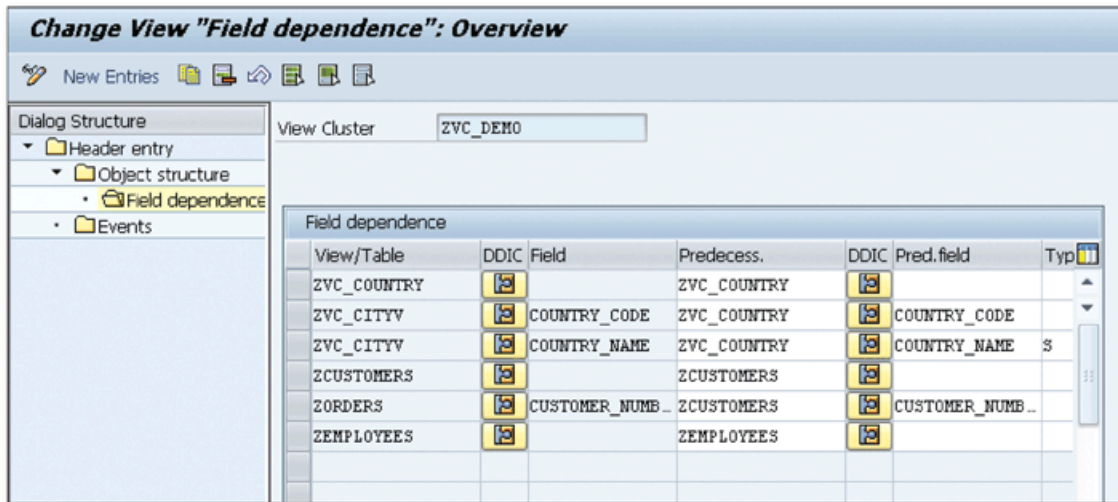 Change View "Field dependence": Overview
New Entries
Dialog Structure
Header entry
Object structure
Field dependence
Events
View Cluster ZVC_DEMO
Field dependence
View/Table DDIC Field Predecess. DDIC Pred.field Typ
ZVC_COUNTRY ZVC_COUNTRY
ZVC_CITYV COUNTRY_CODE ZVC_COUNTRY COUNTRY_CODE
ZVC_CITYV COUNTRY_NAME ZVC_COUNTRY COUNTRY_NAME S
ZCUSTOMERS ZCUSTOMERS
ZORDERS CUSTOMER_NUMB… ZCUSTOMERS CUSTOMER_NUMB…
ZEMPLOYEES ZEMPLOYEES